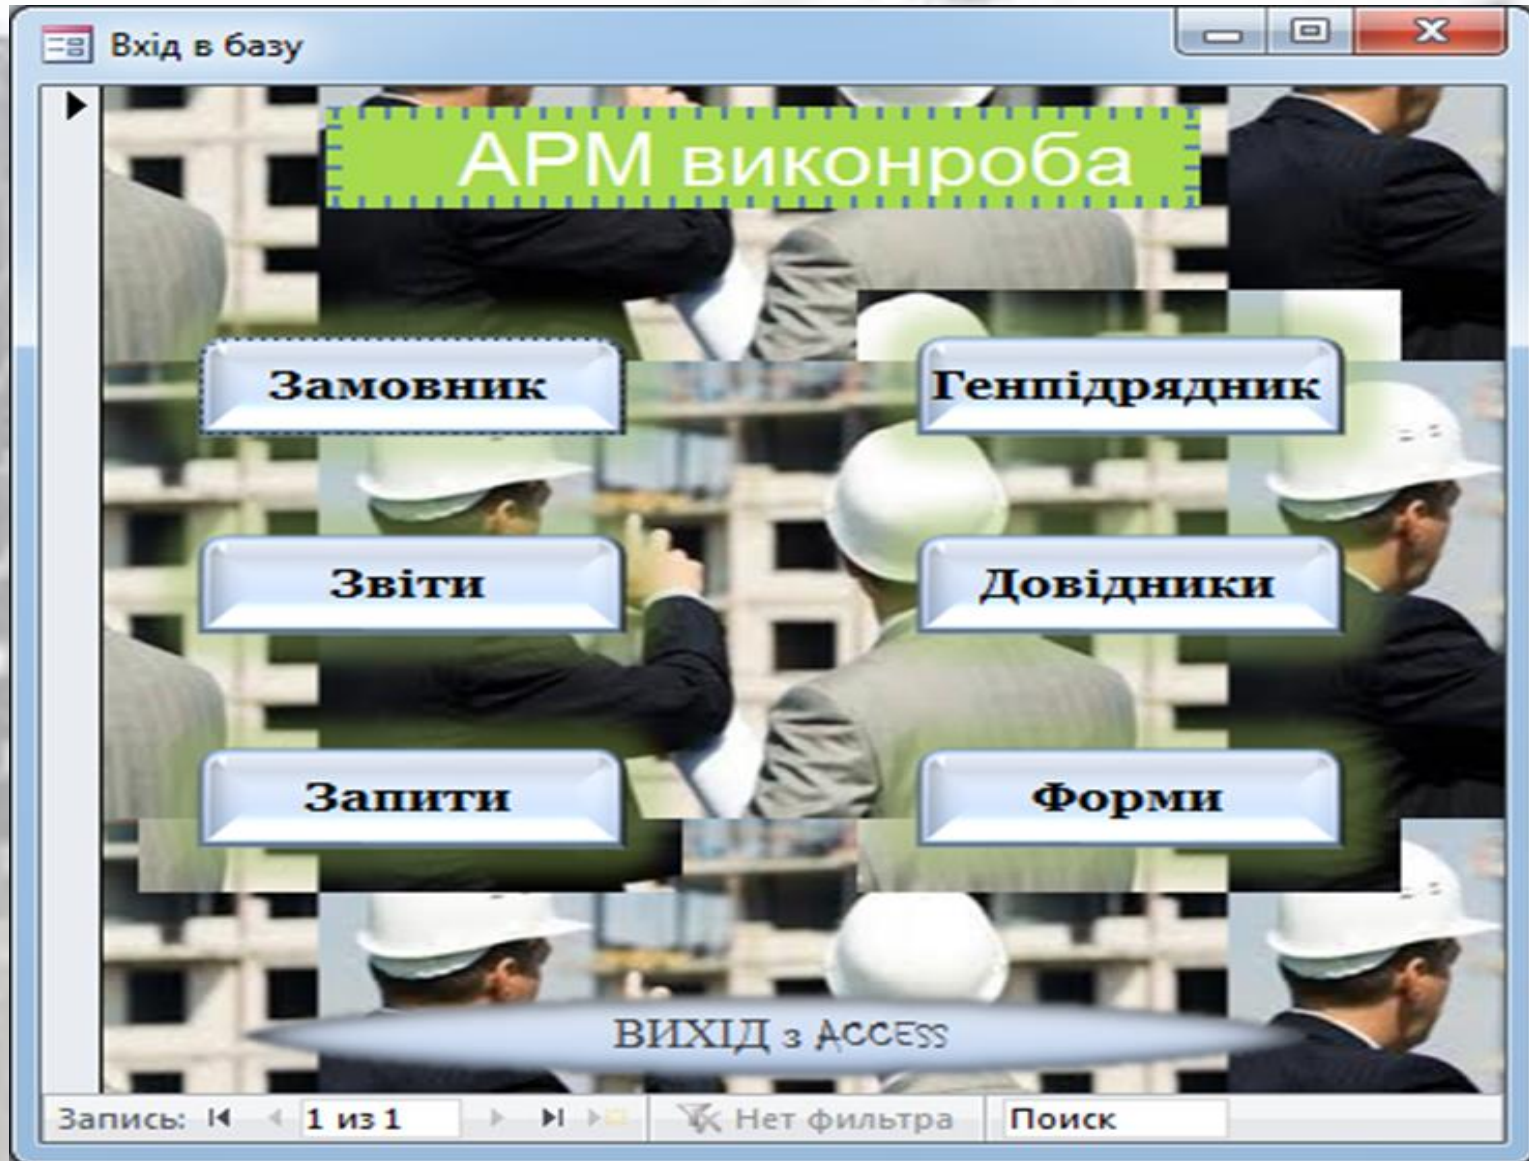 Вхід в базу
АРМ виконроба
Замовник
Генпідрядник
Звіти
Довідники
Запити
Форми
ВИХІД з ACCESS
Запись: 1 из 1 Нет фильтра Поиск